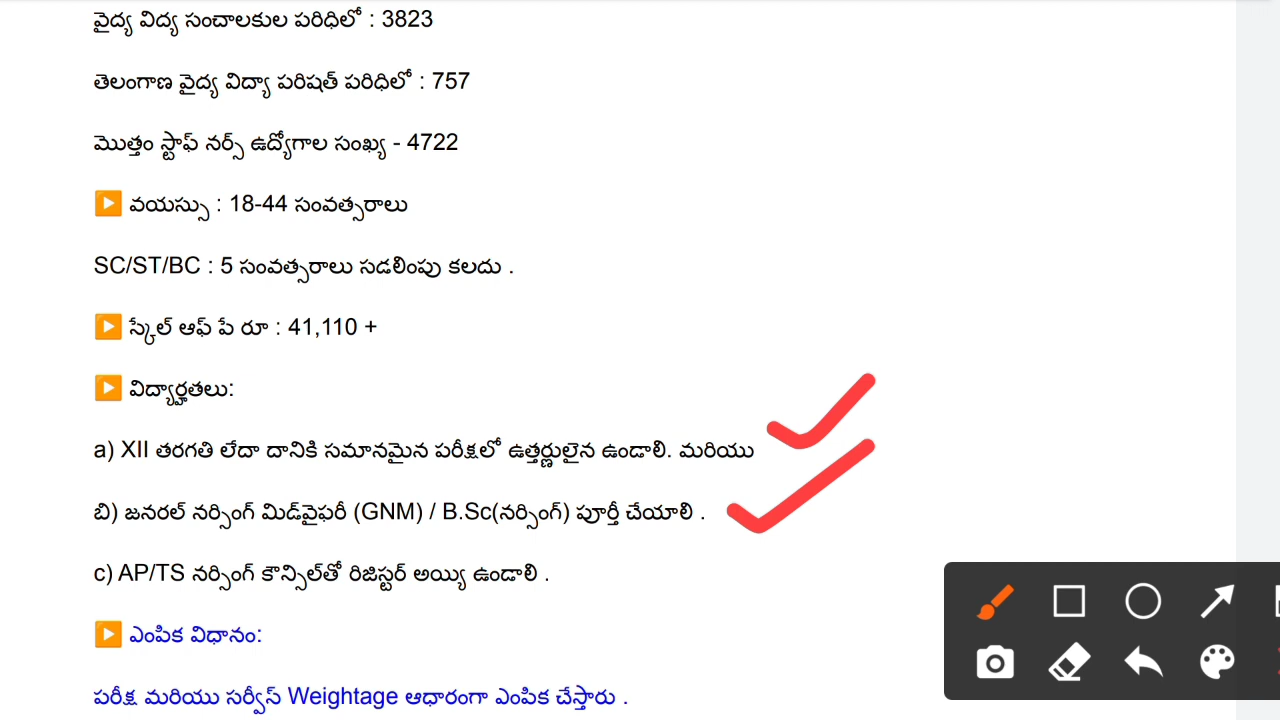 వైద్య విద్య సంచాలకుల పరిధిలో : 3823
తెలంగాణ వైద్య విద్యా పరిషత్ పరిధిలో : 757
మొత్తం స్టాఫ్ నర్స్ ఉద్యోగాల సంఖ్య - 4722
వయస్సు : 18-44 సంవత్సరాలు
SC/ST/BC : 5 సంవత్సరాలు సడలింపు కలదు .
స్కేల్ ఆఫ్ పే రూ : 41,110 +
విద్యార్హతలు:
a) XII తరగతి లేదా దానికి సమానమైన పరీక్షలో ఉత్తర్ణులైన ఉండాలి. మరియు
బి) జనరల్ నర్సింగ్ మిడ్‌వైఫరీ (GNM) / B.Sc(నర్సింగ్) పూర్తి చేయాలి .
c) AP/TS నర్సింగ్ కౌన్సిల్‌తో రిజిస్టర్ అయ్యి ఉండాలి .
ఎంపిక విధానం:
పరీక్ష మరియు సర్వీస్ Weightage ఆధారంగా ఎంపిక చేస్తారు .